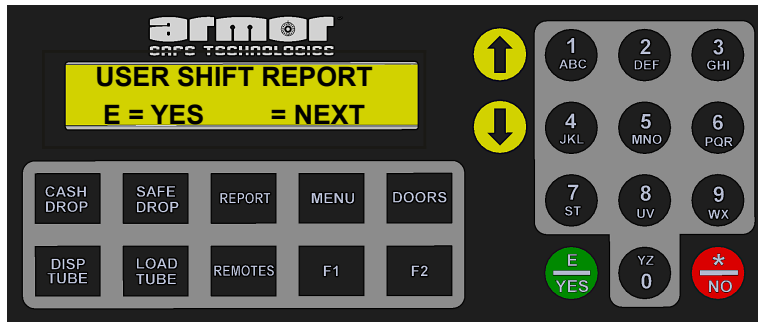 armor
SAFE TECHNOLOGIES
USER SHIFT REPORT
E = YES = NEXT
1
ABC
2
DEF
3
GHI
4
JKL
5
MNO
6
PQR
7
ST
8
UV
9
WX
E
YES
YZ
0
*
NO
CASH
DROP
SAFE
DROP
REPORT
MENU
DOORS
DISP
TUBE
LOAD
TUBE
REMOTES
F1
F2